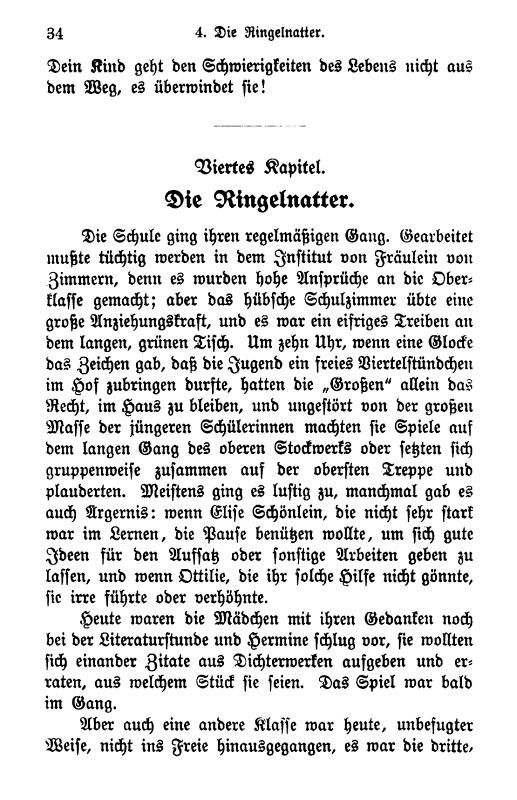 34 4. Die Ringelnatter.
Dein Kind geht den Schwierigkeiten des Lebens nicht aus
dem Weg, es überwindet sie!
Viertes Kapitel.
Die Ringelnatter.
Die Schule ging ihren regelmäßigen Gang. Gearbeitet
mußte tüchtig werden in dem Institut von Fräulein von
Zimmern, denn es wurden hohe Ansprüche an die Ober-
klasse gemacht; aber das hübsche Schulzimmer übte eine
große Anziehungskraft, und es war ein eifriges Treiben an
dem langen, grünen Tisch. Um zehn Uhr, wenn eine Glocke
das Zeichen gab, daß die Jugend ein freies Viertelstündchen
im Hof zubringen durfte, hatten die „Großen“ allein das
Recht, im Haus zu bleiben, und ungestört von der großen
Masse der jüngeren Schülerinnen machten sie Spiele auf
dem langen Gang des oberen Stockwerks oder setzten sich
gruppenweise zusammen auf der obersten Treppe und
plauderten. Meistens ging es lustig zu, manchmal gab es
auch Ärgernis: wenn Elise Schönlein, die nicht sehr stark
war im Lernen, die Pause benützen wollte, um sich gute
Ideen für den Aufsatz oder sonstige Arbeiten geben zu
lassen, und wenn Ottilie, die ihr solche Hilfe nicht gönnte,
sie irre führte oder verhöhnte.
Heute waren die Mädchen mit ihren Gedanken noch
bei der Literaturstunde und Hermine schlug vor, sie wollten
sich einander Zitate aus Dichterwerken aufgeben und er-
raten, aus welchem Stück sie seien. Das Spiel war bald
im Gang.
Aber auch eine andere Klasse war heute, unbefugter
Weise, nicht ins Freie hinausgegangen, es war die dritte,